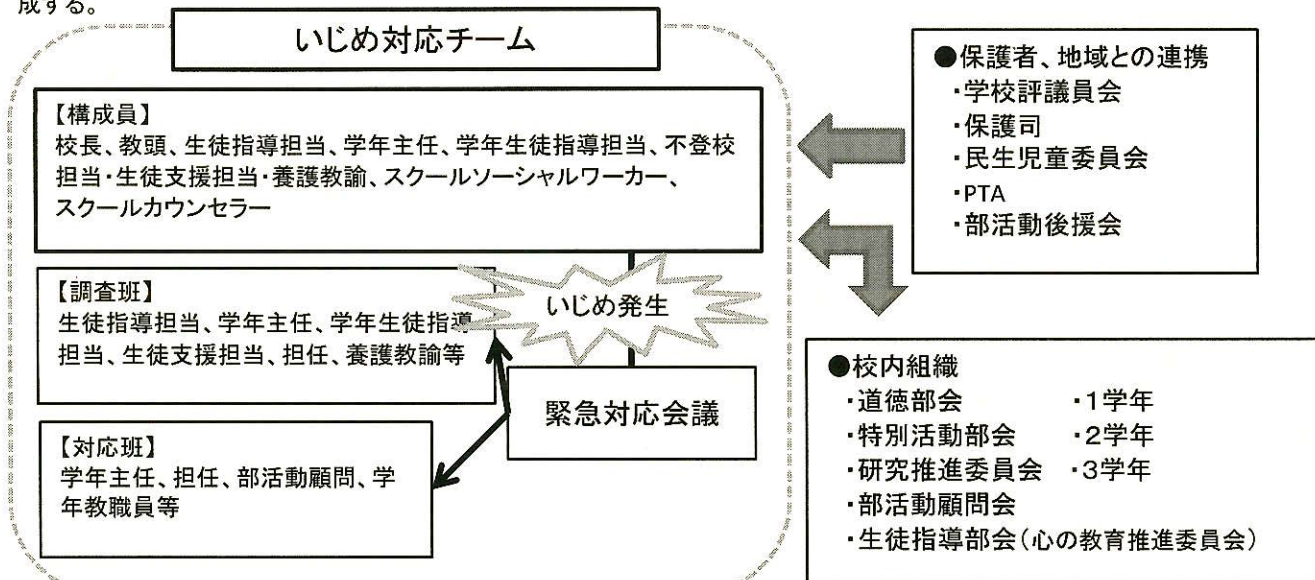 成する。
いじめ対応チーム
【構成員】
校長、教頭、生徒指導担当、学年主任、学年生徒指導担当、不登校
担当・生徒支援担当・養護教諭、スクールソーシャルワーカー、
スクールカウンセラー
いじめ発生
【調査班】
生徒指導担当、学年主任、学年生徒指導
担当、生徒支援担当、担任、養護教諭等
緊急対応会議
【対応班】
学年主任、担任、部活動顧問、学
年教職員等
●保護者、地域との連携
・学校評議員会
・保護司
・民生児童委員会
・PTA
・部活動後援会
●校内組織
・道徳部会 ・1学年
・特別活動部会 ・2学年
・研究推進委員会 ・3学年
・部活動顧問会
・生徒指導部会(心の教育推進委員会)